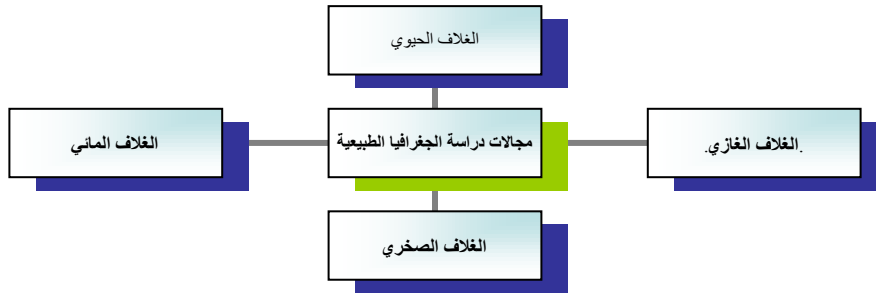 الغلاف الحيوي
.الغلاف الغازي.
مجالات دراسة الجغرافيا الطبيعية
الغلاف المائي
الغلاف الصخري